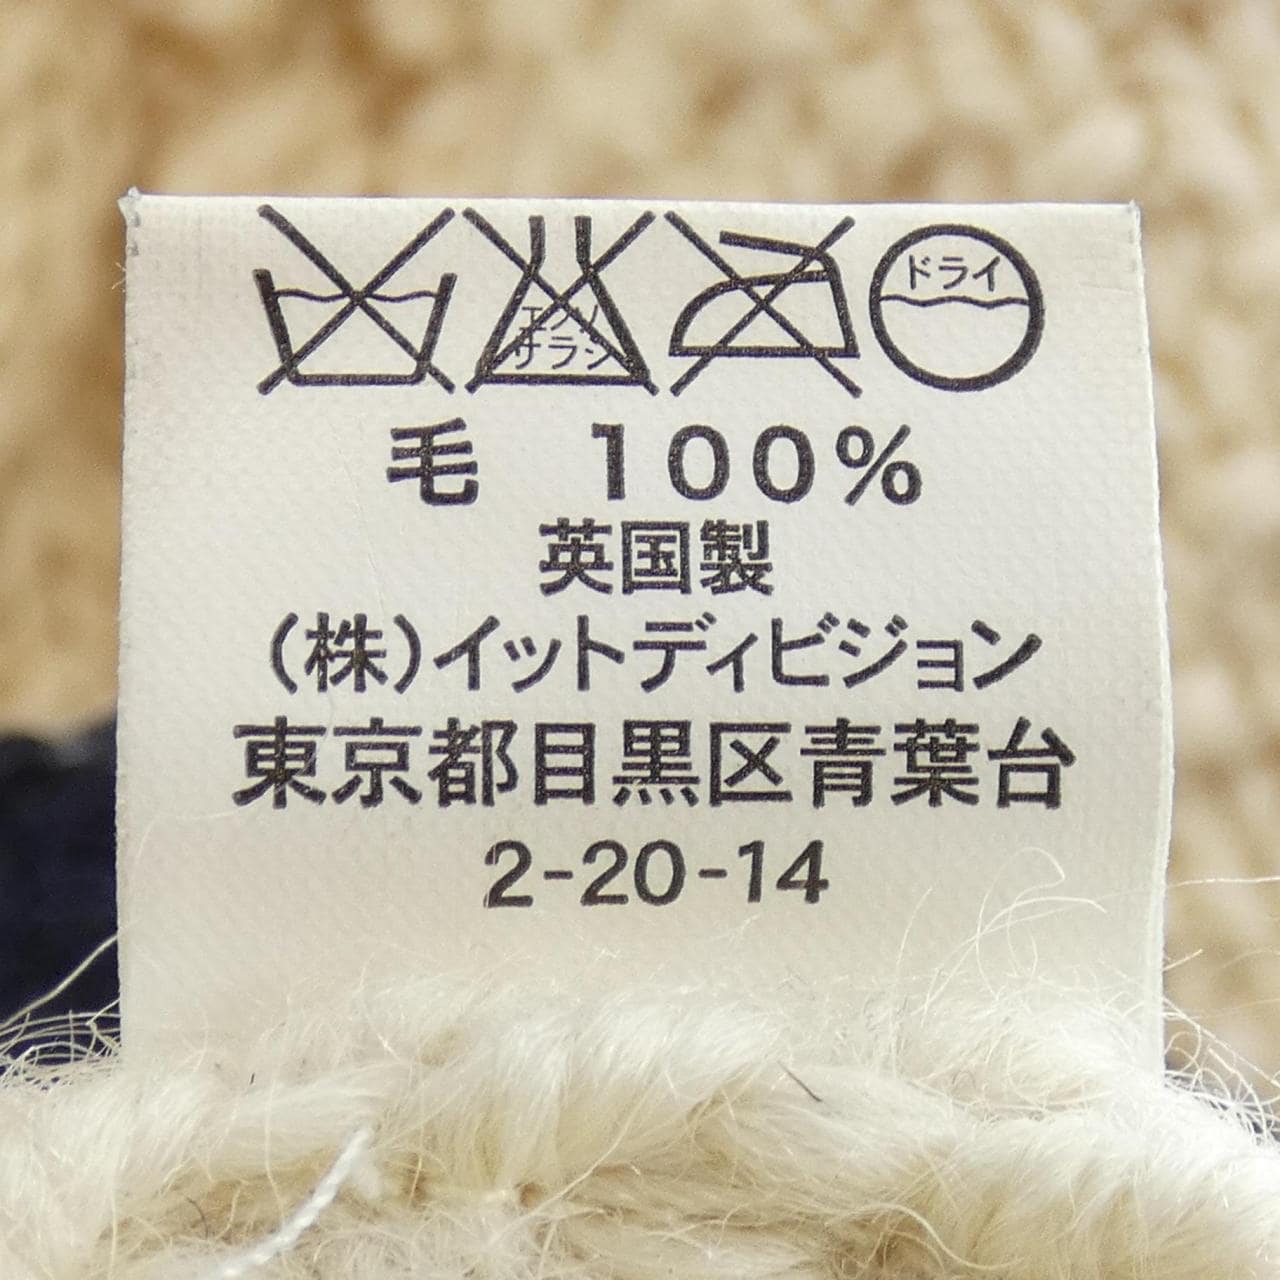 エンソ
サラシ
ドライ
毛 100%
英国製
(株)イットディビジョン
東京都目黒区青葉台
2-20-14